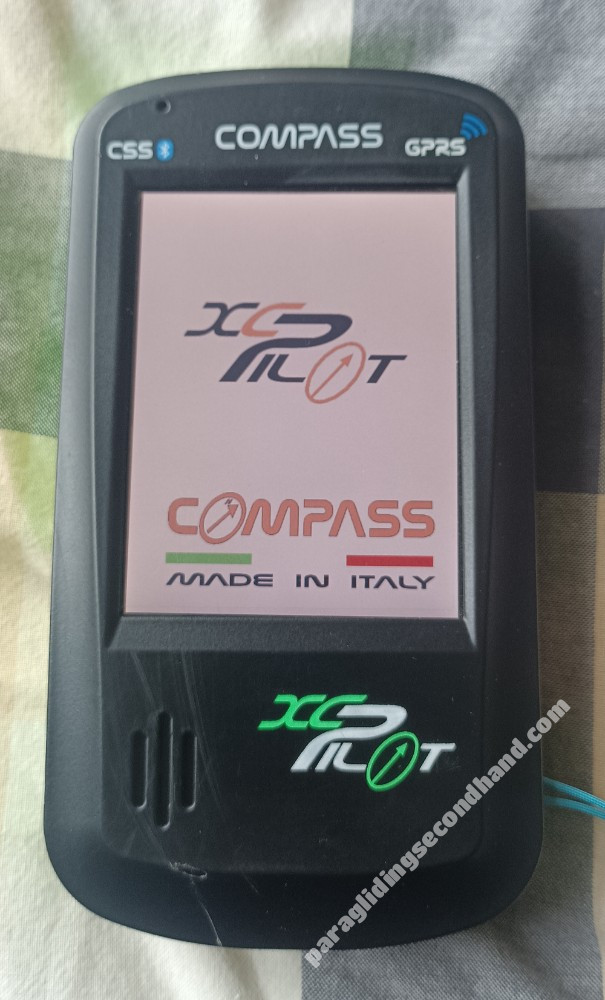 COMPASS
CSS
GPRS
XC
PILOT
COMPASS
MADE IN ITALY
XC
PILOT
paraglidingsecondhand.com